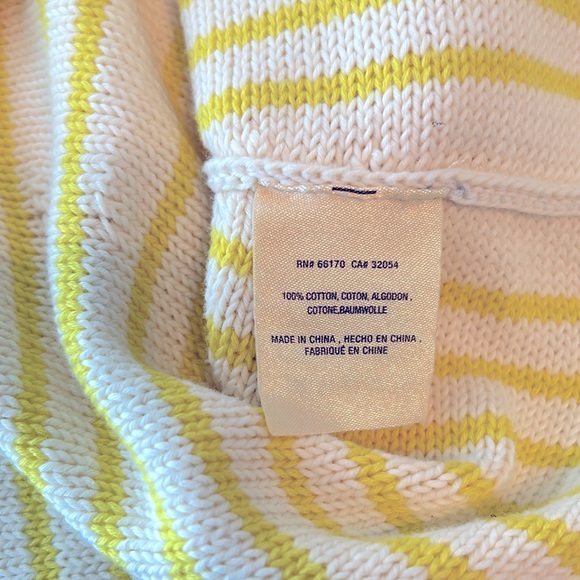 RN# 66170 CA# 32054
100% COTTON, COTON, ALGODON ,
COTONE,BAUMWOLLE
MADE IN CHINA , HECHO EN CHINA ,
FABRIQUÉ EN CHINE